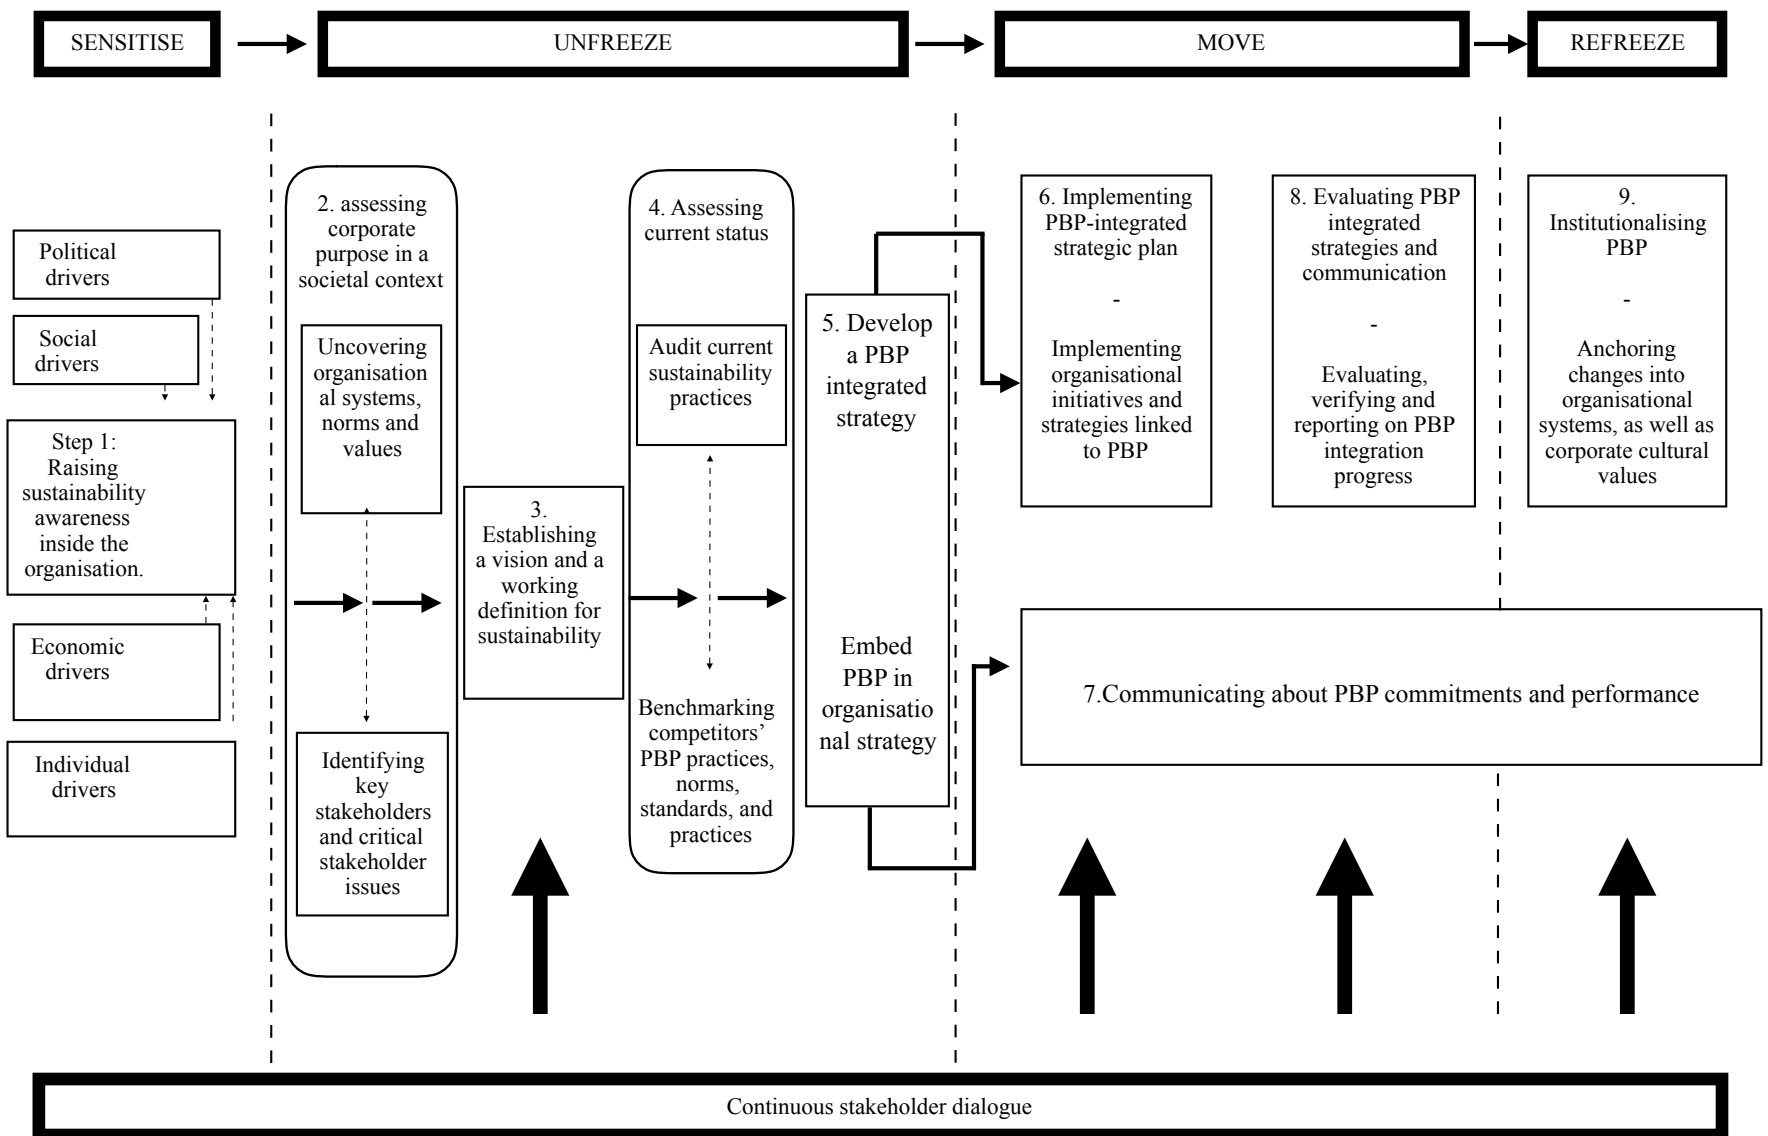 SENSITISE
UNFREEZE
MOVE
REFREEZE
Political
drivers
Social
drivers
Step 1:
Raising
sustainability
awareness
inside the
organisation.
Economic
drivers
Individual
drivers
2. assessing
corporate
purpose in a
societal context
Uncovering
organisation
al systems,
norms and
values
Identifying
key
stakeholders
and critical
stakeholder
issues
3.
Establishing
a vision and a
working
definition for
sustainability
4. Assessing
current status
Audit current
sustainability
practices
Benchmarking
competitors’
PBP practices,
norms,
standards, and
practices
5. Develop
a PBP
integrated
strategy
Embed
PBP in
organisatio
nal strategy
6. Implementing
PBP-integrated
strategic plan
-
Implementing
organisational
initiatives and
strategies linked
to PBP
8. Evaluating PBP
integrated
strategies and
communication
-
Evaluating,
verifying and
reporting on PBP
integration
progress
9.
Institutionalising
PBP
-
Anchoring
changes into
organisational
systems, as well as
corporate cultural
values
7.Communicating about PBP commitments and performance
Continuous stakeholder dialogue